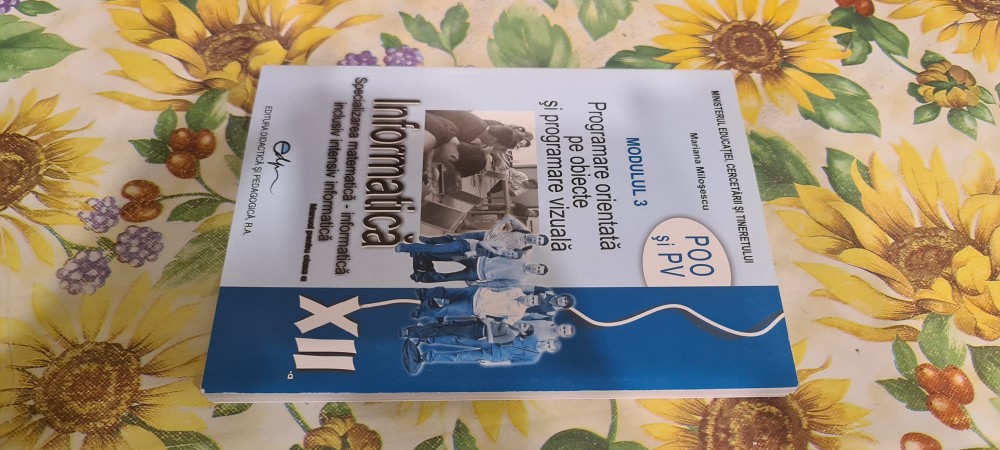 MINISTERUL EDUCAȚIEI CERCETĂRII ȘI TINERETULUI
Mariana Miloșescu
POO
și PV
MODULUL 3
Programare orientată
pe obiecte
și programare vizuală
Informatică
Specializarea matematică - informatică
inclusiv intensiv informatică
Manual pentru clasa a
XII
-a
edp
EDITURA DIDACTICĂ ȘI PEDAGOGICĂ R.A.